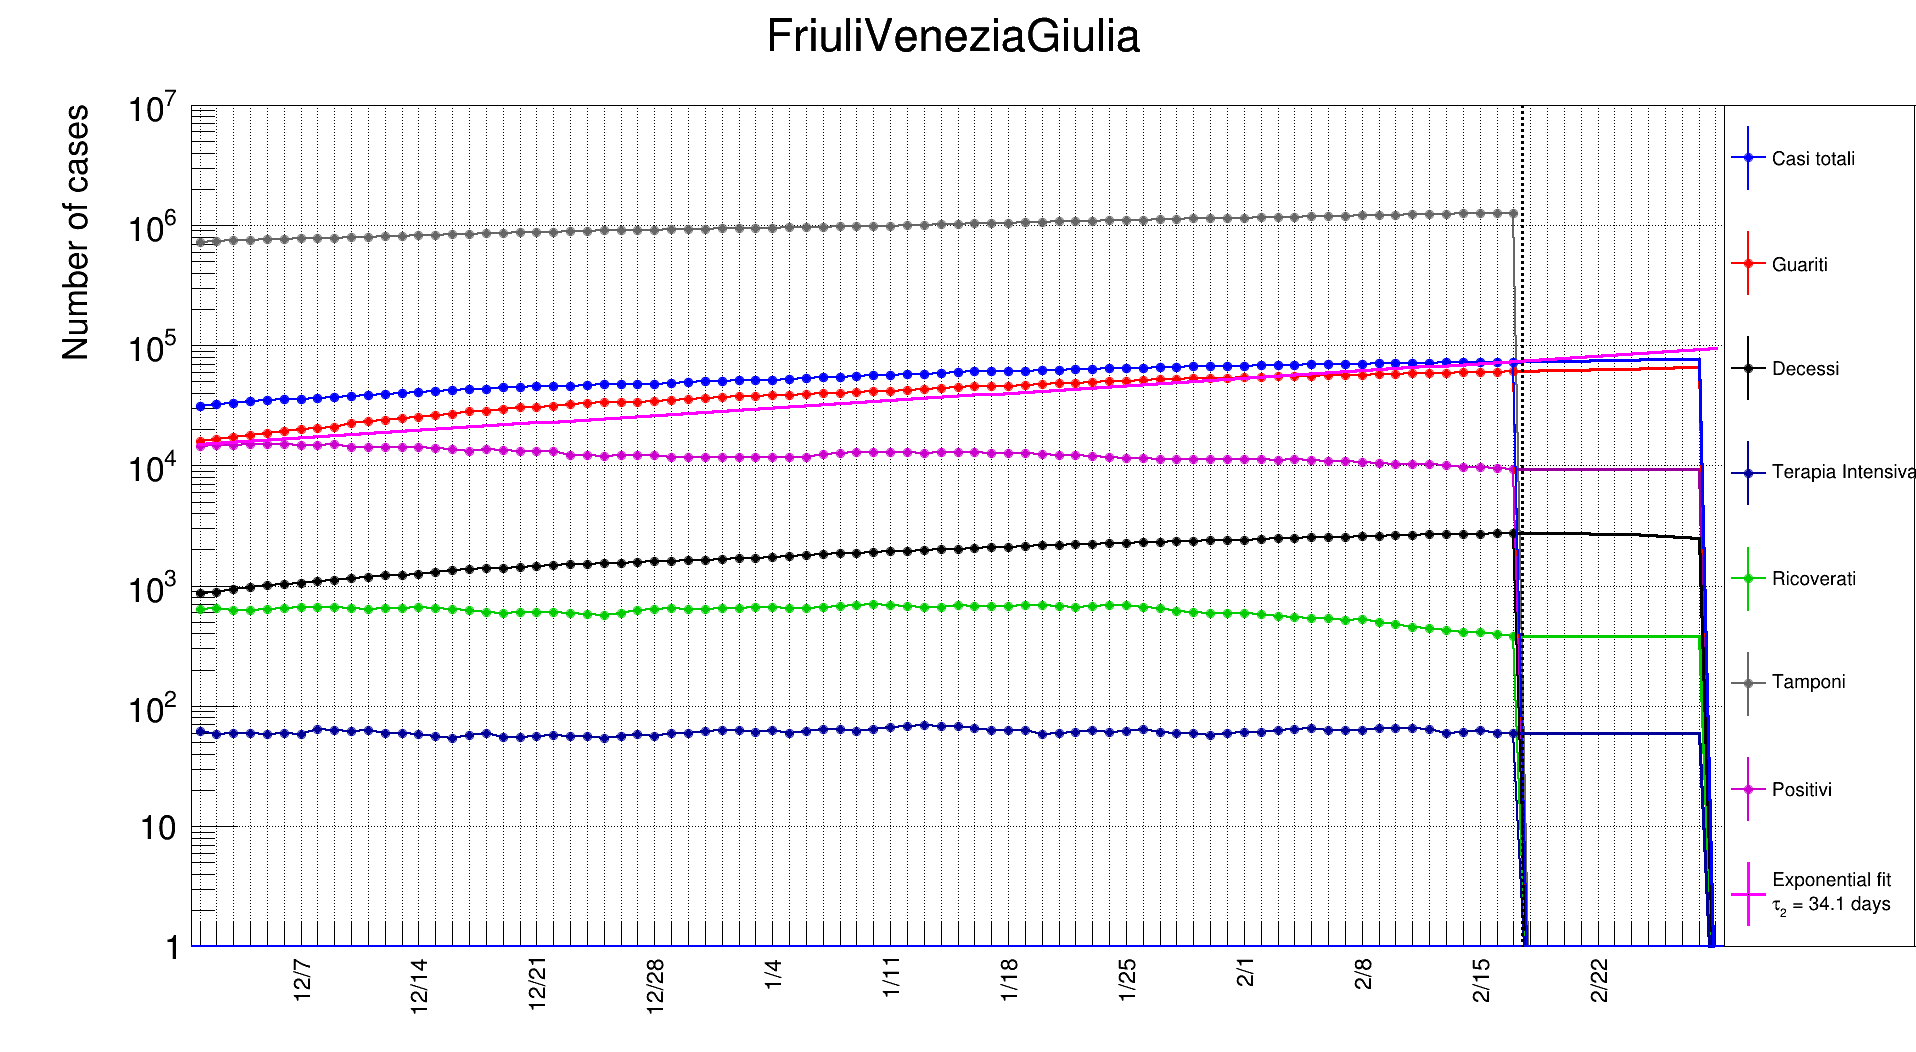 FriuliVeneziaGiulia
Number of cases
10^7
10^6
10^5
10^4
10^3
10^2
10
1
12/7
12/14
12/21
12/28
1/4
1/11
1/18
1/25
2/1
2/8
2/15
2/22
Casi totali
Guariti
Decessi
Terapia Intensiva
Ricoverati
Tamponi
Positivi
Exponential fit
τ₂ = 34.1 days